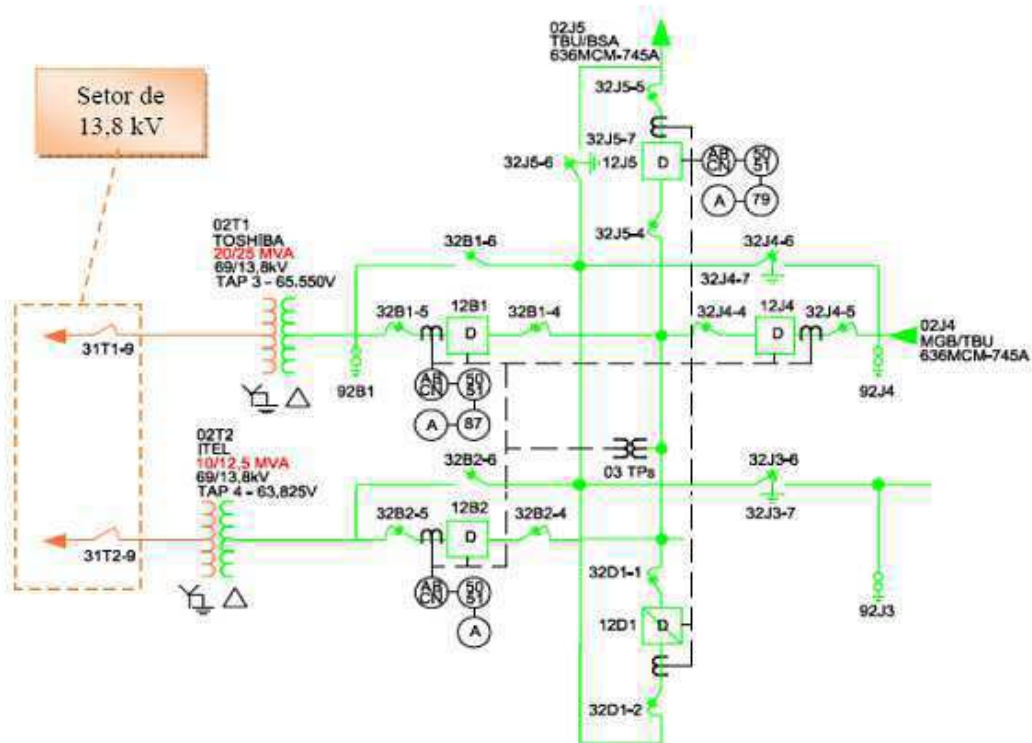 02J5
TBU/BSA
636MCM-745A
Setor de
13,8 kV
32J5-5
32J5-7
32J5-6
12J5
D
AB
CN
50
51
A
79
02T1
TOSHIBA
20/25 MVA
69/13,8kV
TAP 3 - 65.550V
32B1-6
32J5-4
32J4-6
32J4-7
32B1-5
12B1
D
32B1-4
32J4-4
12J4
D
32J4-5
02J4
MGB/TBU
636MCM-745A
31T1-9
92B1
92J4
AB
CN
50
51
A
87
02T2
ITEL
10/12,5 MVA
69/13,8kV
TAP 4 - 63,825V
03 TPs
32B2-6
32J3-6
32J3-7
32B2-5
12B2
D
32B2-4
31T2-9
32D1-1
92J3
AB
CN
50
51
A
12D1
D
32D1-2